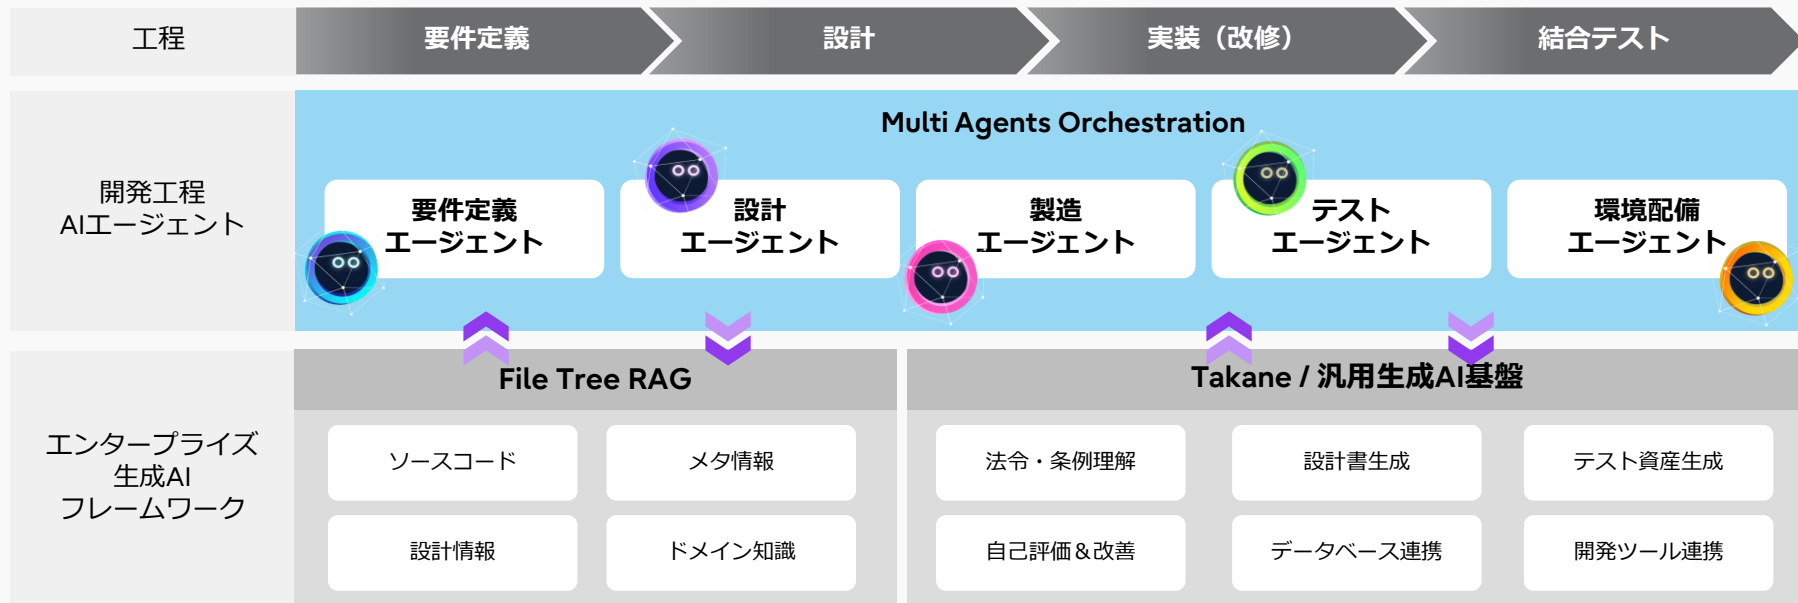 工程
要件定義
設計
実装（改修）
結合テスト
開発工程
AIエージェント
Multi Agents Orchestration
要件定義
エージェント
設計
エージェント
製造
エージェント
テスト
エージェント
環境配備
エージェント
エンタープライズ
生成AI
フレームワーク
File Tree RAG
ソースコード
メタ情報
設計情報
ドメイン知識
Takane / 汎用生成AI基盤
法令・条例理解
設計書生成
テスト資産生成
自己評価＆改善
データベース連携
開発ツール連携